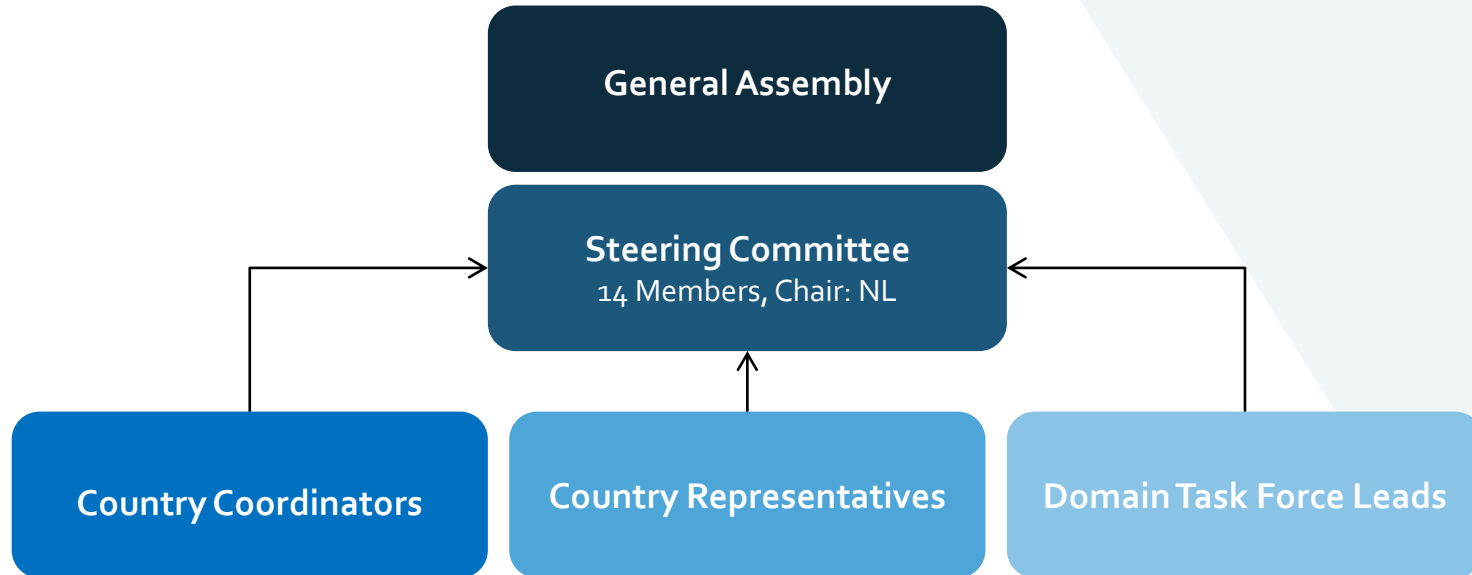 General Assembly
Steering Committee
14 Members, Chair: NL
Country Coordinators
Country Representatives
Domain Task Force Leads